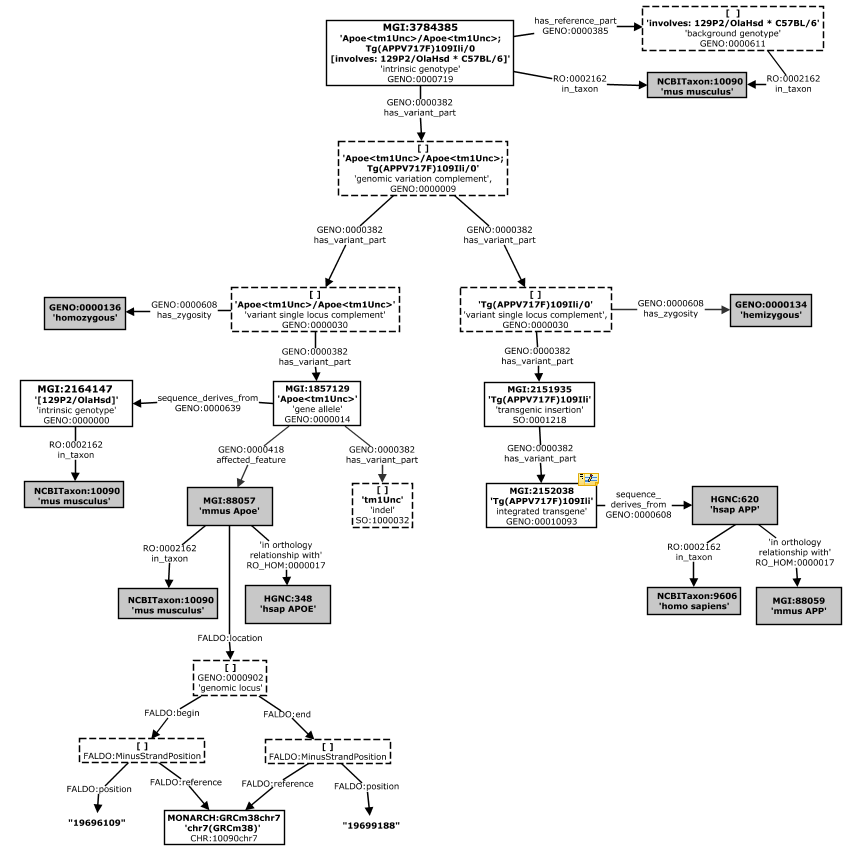 MGI:3784385
'Apoe<tm1Unc>/Apoe<tm1Unc>;
Tg(APPV717F)109Ili/0
[involves: 129P2/OlaHsd * C57BL/6]'
'intrinsic genotype'
GENO:0000719
has_reference_part
GENO:0000385
[ ]
'involves: 129P2/OlaHsd * C57BL/6'
'background genotype'
GENO:0000611
RO:0002162
in_taxon
NCBITaxon:10090
'mus musculus'
RO:0002162
in_taxon
GENO:0000382
has_variant_part
[ ]
'Apoe<tm1Unc>/Apoe<tm1Unc>;
Tg(APPV717F)109Ili/0'
'genomic variation complement',
GENO:0000009
GENO:0000382
has_variant_part
GENO:0000382
has_variant_part
GENO:0000136
'homozygous'
GENO:0000608
has_zygosity
[ ]
'Apoe<tm1Unc>/Apoe<tm1Unc>'
'variant single locus complement'
GENO:0000030
[ ]
'Tg(APPV717F)109Ili/0'
'variant single locus complement',
GENO:0000030
GENO:0000608
has_zygosity
GENO:0000134
'hemizygous'
GENO:0000382
has_variant_part
GENO:0000382
has_variant_part
MGI:2164147
'[129P2/OlaHsd]'
'intrinsic genotype'
GENO:0000000
sequence_derives_from
GENO:0000639
MGI:1857129
'Apoe<tm1Unc>'
'gene allele'
GENO:0000014
MGI:2151935
'Tg(APPV717F)109Ili'
'transgenic insertion'
SO:0001218
RO:0002162
in_taxon
GENO:0000418
affected_feature
GENO:0000382
has_variant_part
GENO:0000382
has_variant_part
NCBITaxon:10090
'mus musculus'
MGI:88057
'mmus Apoe'
[ ]
'tm1Unc'
'indel'
SO:1000032
MGI:2152038
'Tg(APPV717F)109Ili'
integrated transgene'
GENO:00010093
sequence_
derives_from
GENO:0000608
HGNC:620
'hsap APP'
RO:0002162
in_taxon
'in orthology
relationship with'
RO_HOM:0000017
RO:0002162
in_taxon
'in orthology
relationship with'
RO_HOM:0000017
NCBITaxon:10090
'mus musculus'
HGNC:348
'hsap APOE'
NCBITaxon:9606
'homo sapiens'
MGI:88059
'mmus APP'
FALDO:location
[ ]
GENO:0000902
'genomic locus'
FALDO:begin
FALDO:end
[ ]
FALDO:MinusStrandPosition
[ ]
FALDO:MinusStrandPosition
FALDO:position
FALDO:reference
FALDO:reference
FALDO:position
"19696109"
MONARCH:GRCm38chr7
'chr7(GRCm38)'
CHR:10090chr7
"19699188"